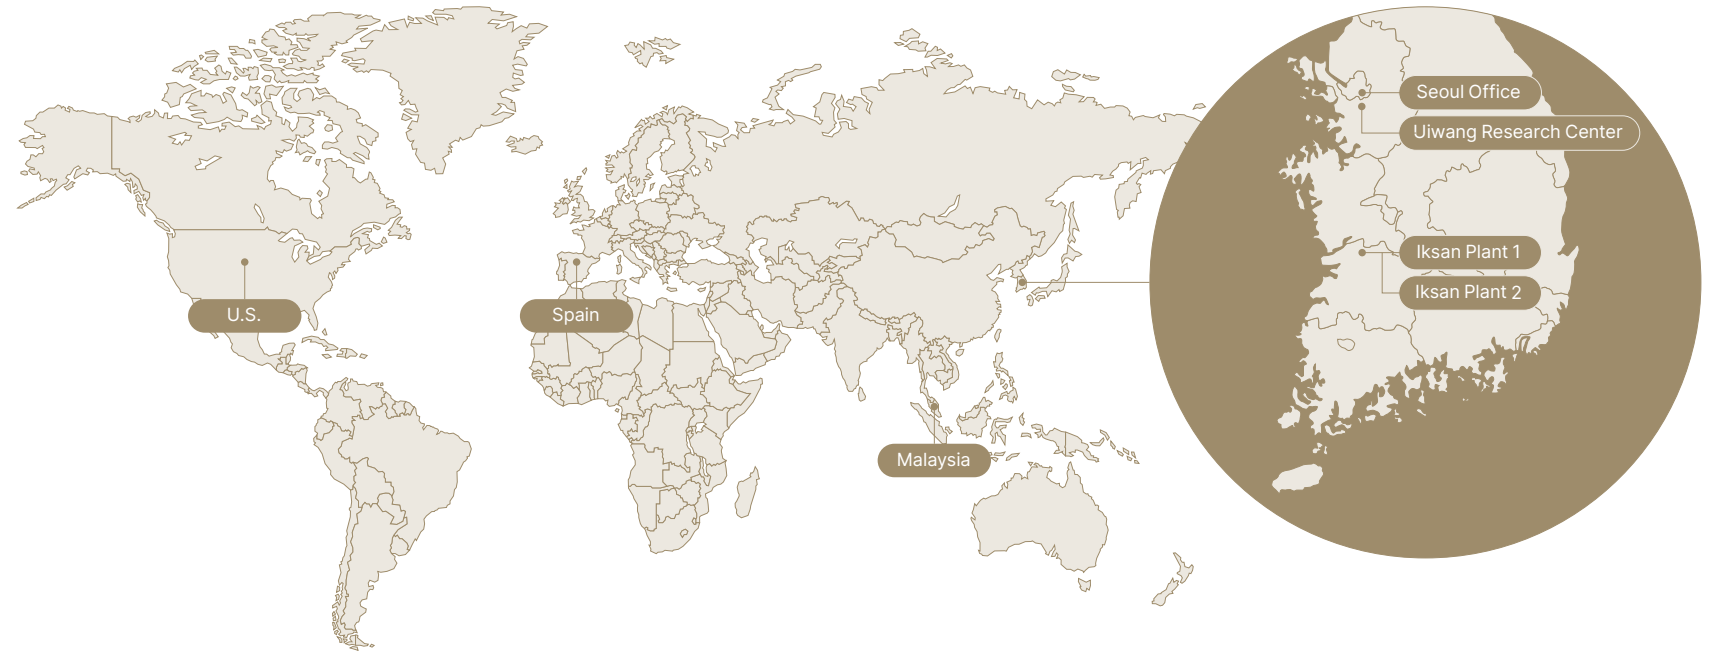 Seoul Office
Uiwang Research Center
Iksan Plant 1
Iksan Plant 2
U.S.
Spain
Malaysia